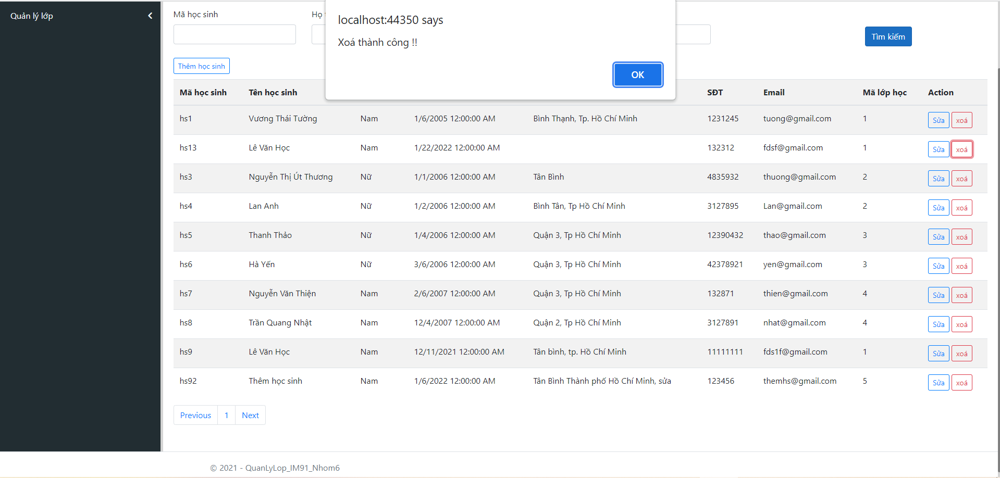 Quản lý lớp
Mã học sinh
Họ
localhost:44350 says
Xoá thành công !!
OK
Tìm kiếm
Thêm học sinh
Mã học sinh Tên học sinh SĐT Email Mã lớp học Action
hs1 Vương Thái Tường Nam 1/6/2005 12:00:00 AM Bình Thạnh, Tp. Hồ Chí Minh 1231245 tuong@gmail.com 1 Sửa xoá
hs13 Lê Văn Học Nam 1/22/2022 12:00:00 AM 132312 fdsf@gmail.com 1 Sửa xoá
hs3 Nguyễn Thị Út Thương Nữ 1/1/2006 12:00:00 AM Tân Bình 4835932 thuong@gmail.com 2 Sửa xoá
hs4 Lan Anh Nữ 1/2/2006 12:00:00 AM Bình Tân, Tp Hồ Chí Minh 3127895 Lan@gmail.com 2 Sửa xoá
hs5 Thanh Thảo Nữ 1/4/2006 12:00:00 AM Quận 3, Tp Hồ Chí Minh 12390432 thao@gmail.com 3 Sửa xoá
hs6 Hà Yến Nữ 3/6/2006 12:00:00 AM Quận 3, Tp Hồ Chí Minh 42378921 yen@gmail.com 3 Sửa xoá
hs7 Nguyễn Văn Thiện Nam 2/6/2007 12:00:00 AM Quận 3, Tp Hồ Chí Minh 132871 thien@gmail.com 4 Sửa xoá
hs8 Trần Quang Nhật Nam 12/4/2007 12:00:00 AM Quận 2, Tp Hồ Chí Minh 3127891 nhat@gmail.com 4 Sửa xoá
hs9 Lê Văn Học Nam 12/11/2021 12:00:00 AM Tân bình, tp. Hồ Chí Minh 11111111 fds1f@gmail.com 1 Sửa xoá
hs92 Thêm học sinh Nam 1/6/2022 12:00:00 AM Tân Bình Thành phố Hồ Chí Minh, sửa 123456 themhs@gmail.com 5 Sửa xoá
Previous 1 Next
© 2021 - QuanLyLop_IM91_Nhom6